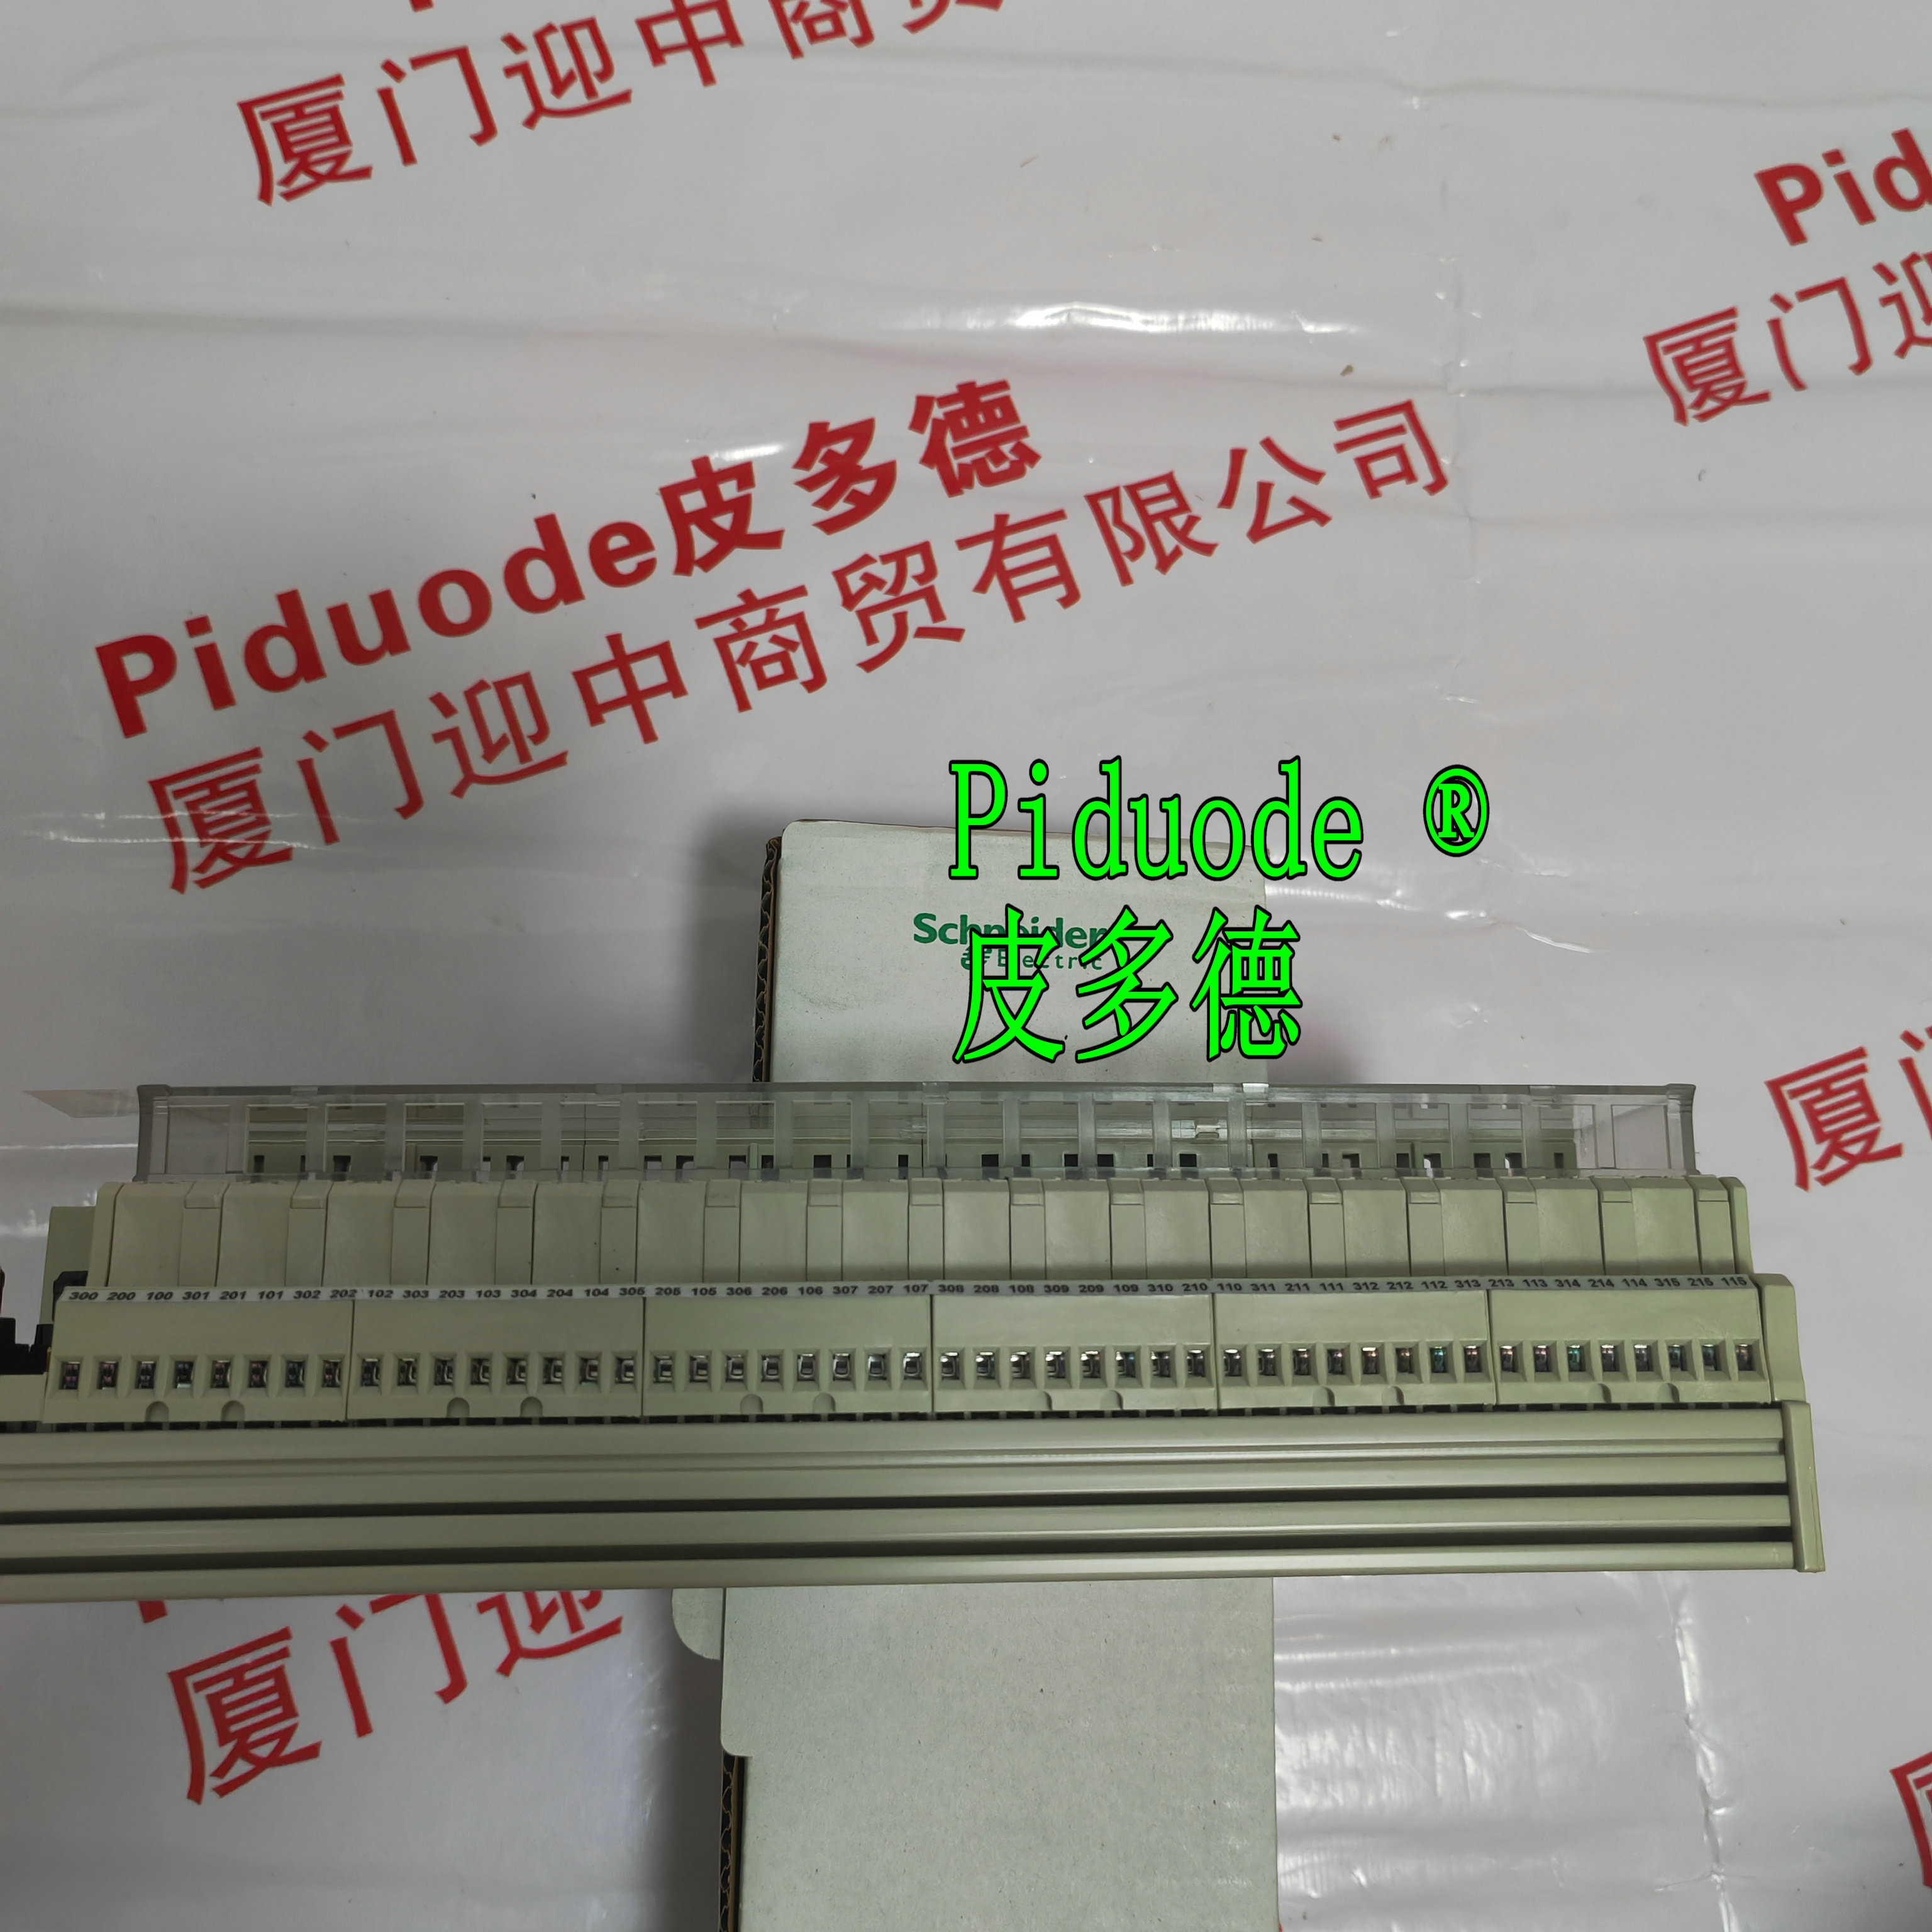 厦门迎中商贸
Pid
厦门迎
Piduode皮多德
厦门迎中商贸有限公司
Piduode ®
Schneider
Electric
皮多德
厦门
300 200 100 301 201 101 302 202 102 303 203 103 304 204 104 305 205 105 306 206 106 307 207 107 308 208 108 309 209 109 310 210 110 311 211 111 312 212 112 313 213 113 314 214 114 315 215 115
厦门迎